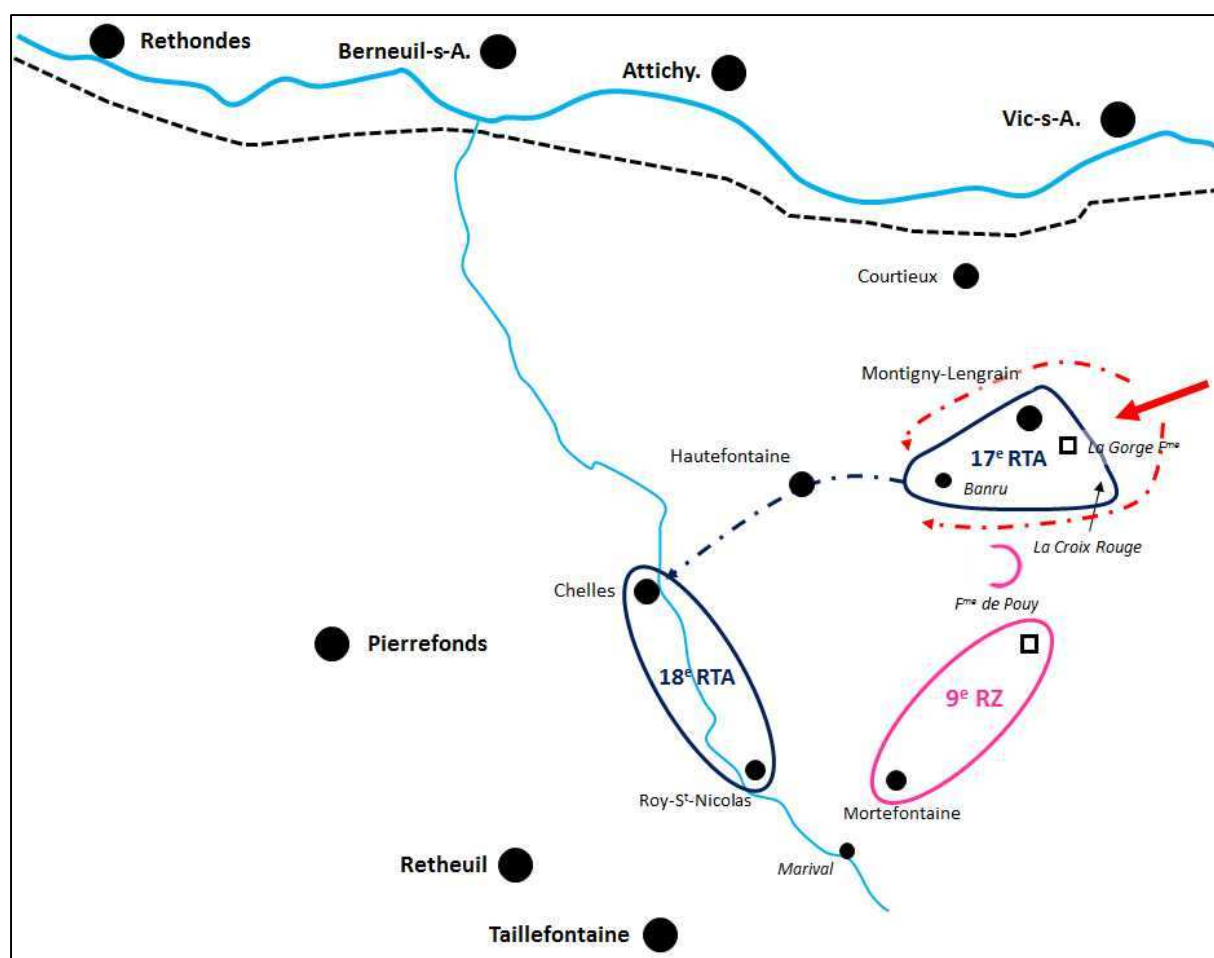 Rethondes
Berneuil-s-A.
Attichy.
Vic-s-A.
Courtieux
Montigny-Lengrain
Hautefontaine
17e RTA
La Gorge Fme
Banru
La Croix Rouge
Chelles
Fme de Pouy
Pierrefonds
18e RTA
9e RZ
Roy-St-Nicolas
Mortefontaine
Retheuil
Marival
Taillefontaine